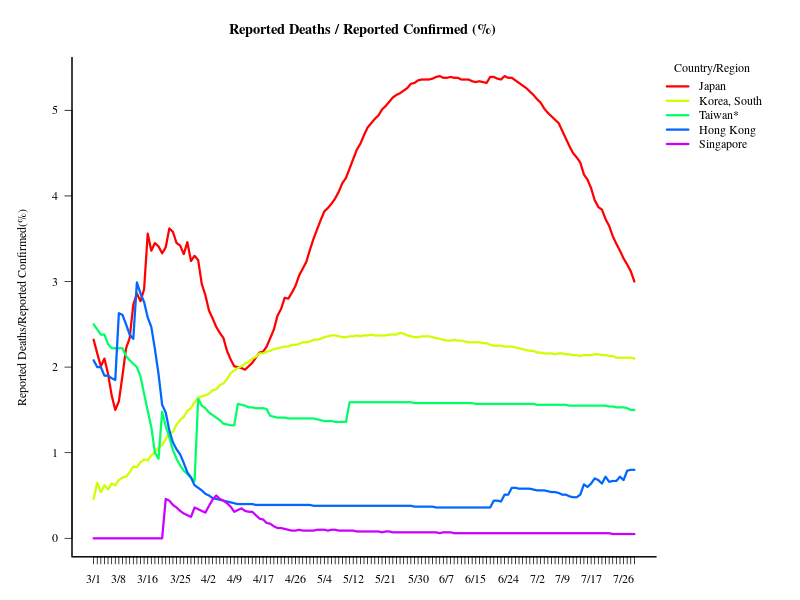 Reported Deaths / Reported Confirmed (%)
Country/Region
Japan
Korea, South
Taiwan*
Hong Kong
Singapore
Reported Deaths/Reported Confirmed(%)
5
4
3
2
1
0
3/1 3/8 3/16 3/25 4/2 4/9 4/17 4/26 5/4 5/12 5/21 5/30 6/7 6/15 6/24 7/2 7/9 7/17 7/26